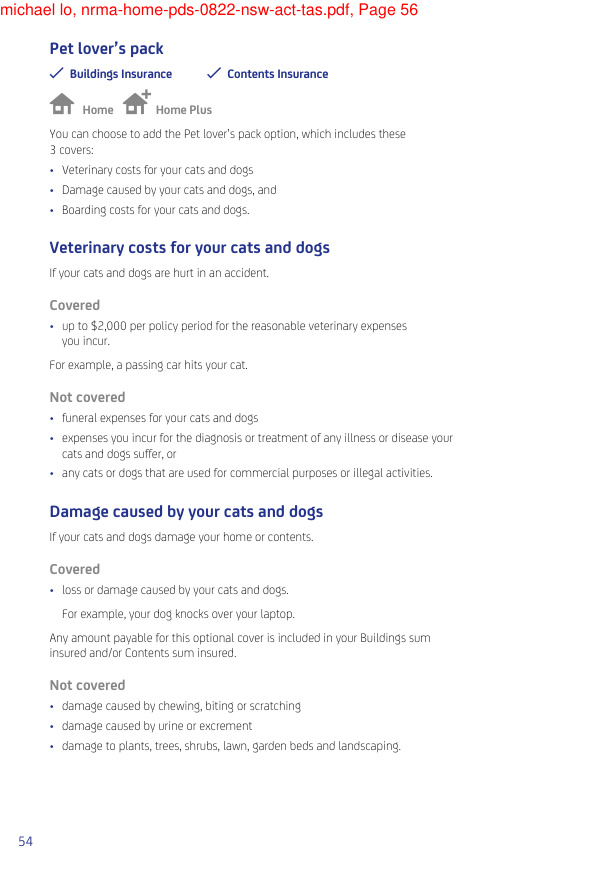 michael lo, nrma-home-pds-0822-nsw-act-tas.pdf, Page 56
Pet lover’s pack
Buildings Insurance Contents Insurance
Home Home Plus
You can choose to add the Pet lover’s pack option, which includes these
3 covers:
• Veterinary costs for your cats and dogs
• Damage caused by your cats and dogs, and
• Boarding costs for your cats and dogs.
Veterinary costs for your cats and dogs
If your cats and dogs are hurt in an accident.
Covered
• up to $2,000 per policy period for the reasonable veterinary expenses
you incur.
For example, a passing car hits your cat.
Not covered
• funeral expenses for your cats and dogs
• expenses you incur for the diagnosis or treatment of any illness or disease your
cats and dogs suffer, or
• any cats or dogs that are used for commercial purposes or illegal activities.
Damage caused by your cats and dogs
If your cats and dogs damage your home or contents.
Covered
• loss or damage caused by your cats and dogs.
For example, your dog knocks over your laptop.
Any amount payable for this optional cover is included in your Buildings sum
insured and/or Contents sum insured.
Not covered
• damage caused by chewing, biting or scratching
• damage caused by urine or excrement
• damage to plants, trees, shrubs, lawn, garden beds and landscaping.
54